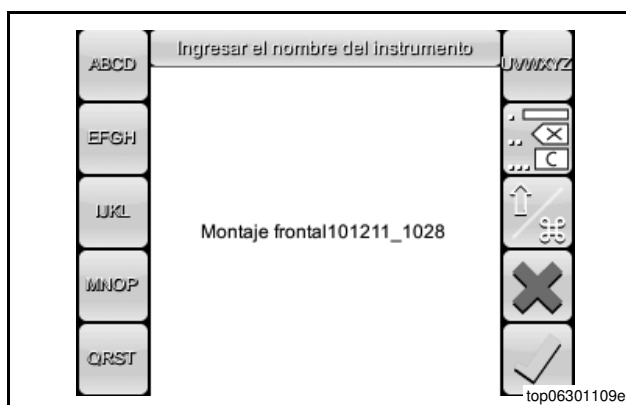 Ingresar el nombre del instrumento
ABCD
UVWXYZ
EFGH
. 
..
... C
IJKL
Montaje frontal101211_1028
MNOP
QRST
top06301109e